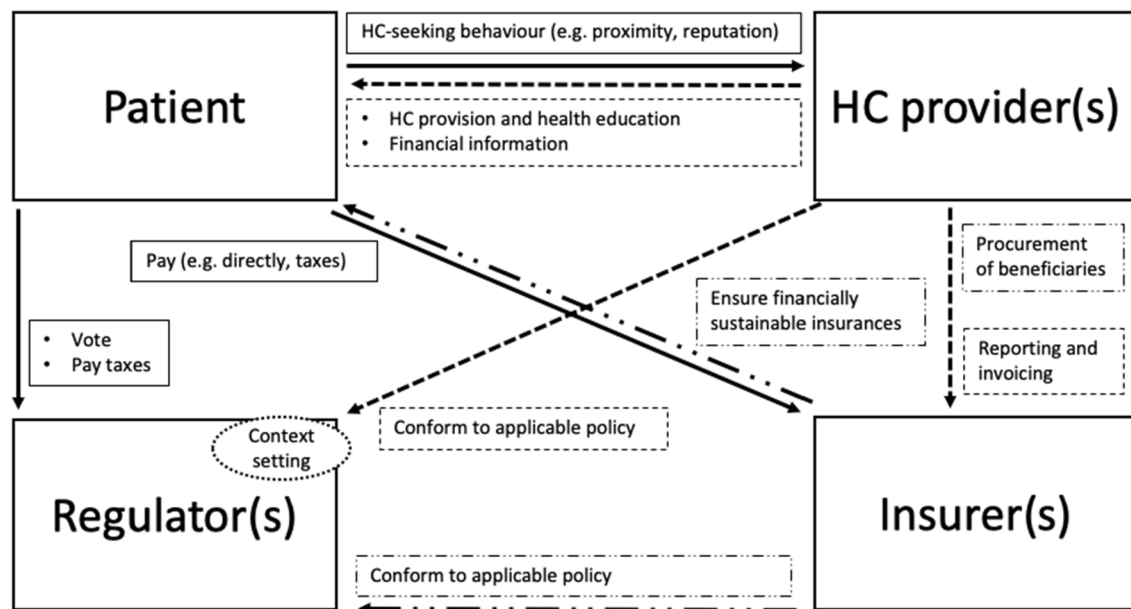 HC-seeking behaviour (e.g. proximity, reputation)
Patient
HC provider(s)
• HC provision and health education
• Financial information
Pay (e.g. directly, taxes)
Procurement
of beneficiaries
Ensure financially
sustainable insurances
• Vote
• Pay taxes
Reporting and
invoicing
Context
setting
Conform to applicable policy
Regulator(s)
Insurer(s)
Conform to applicable policy